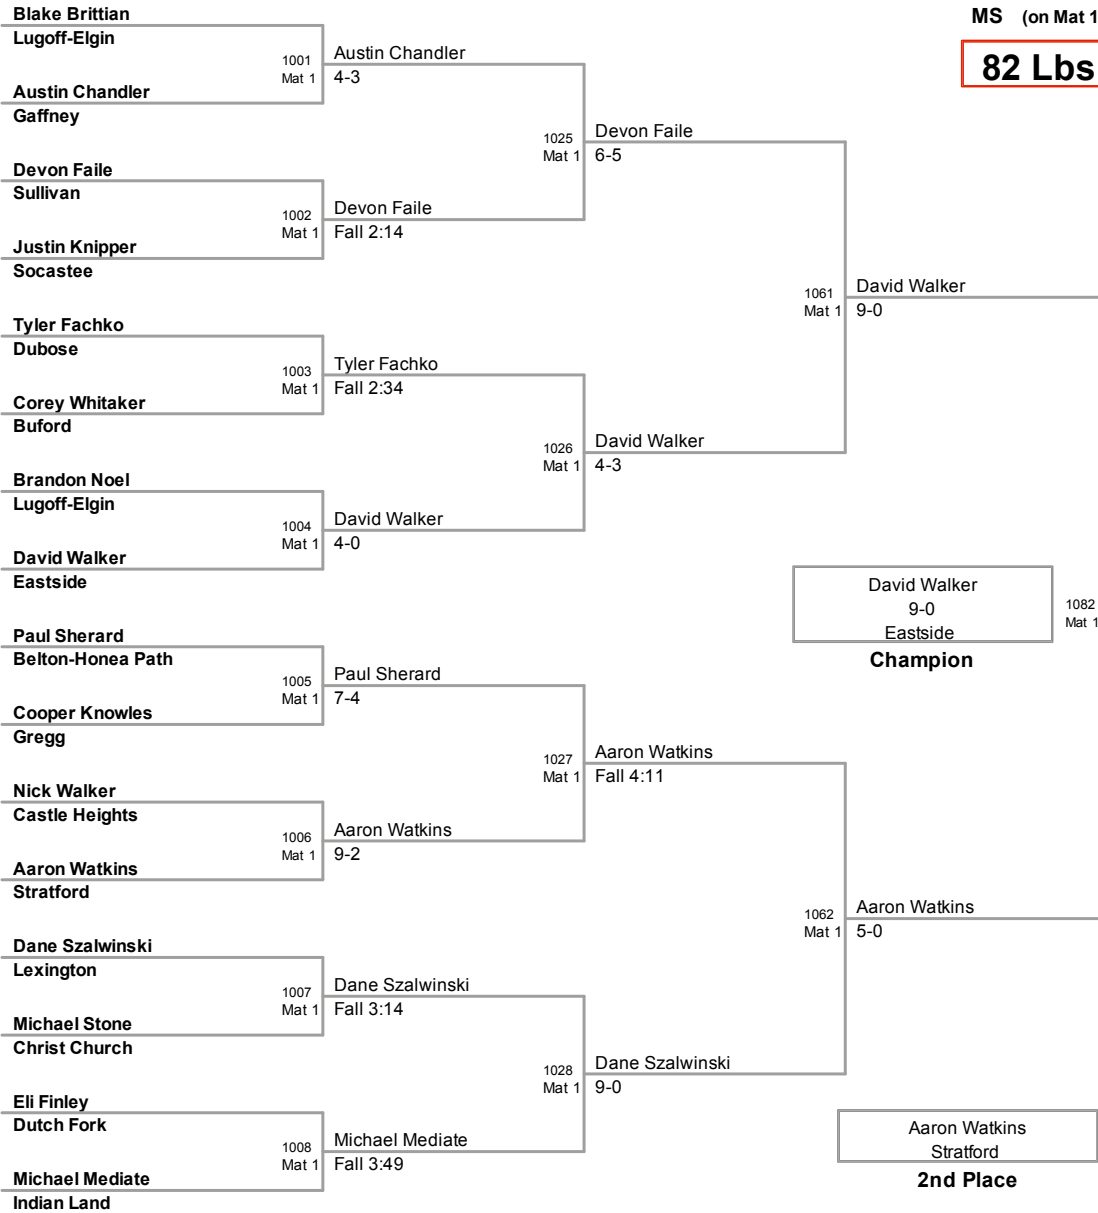 Blake Brittian
Lugoff-Elgin
1001
Mat 1
Austin Chandler
4-3
Austin Chandler
Gaffney
MS (on Mat 1
82 Lbs
1025
Mat 1
Devon Faile
6-5
Devon Faile
Sullivan
1002
Mat 1
Devon Faile
Fall 2:14
Justin Knipper
Socastee
1061
Mat 1
David Walker
9-0
Tyler Fachko
Dubose
1003
Mat 1
Tyler Fachko
Fall 2:34
Corey Whitaker
Buford
1026
Mat 1
David Walker
4-3
Brandon Noel
Lugoff-Elgin
1004
Mat 1
David Walker
4-0
David Walker
Eastside
David Walker
9-0
Eastside
Champion
1082
Mat 1
Paul Sherard
Belton-Honea Path
1005
Mat 1
Paul Sherard
7-4
Cooper Knowles
Gregg
1027
Mat 1
Aaron Watkins
Fall 4:11
Nick Walker
Castle Heights
1006
Mat 1
Aaron Watkins
9-2
Aaron Watkins
Stratford
1062
Mat 1
Aaron Watkins
5-0
Dane Szalwinski
Lexington
1007
Mat 1
Dane Szalwinski
Fall 3:14
Michael Stone
Christ Church
1028
Mat 1
Dane Szalwinski
9-0
Eli Finley
Dutch Fork
1008
Mat 1
Michael Mediate
Fall 3:49
Michael Mediate
Indian Land
Aaron Watkins
Stratford
2nd Place